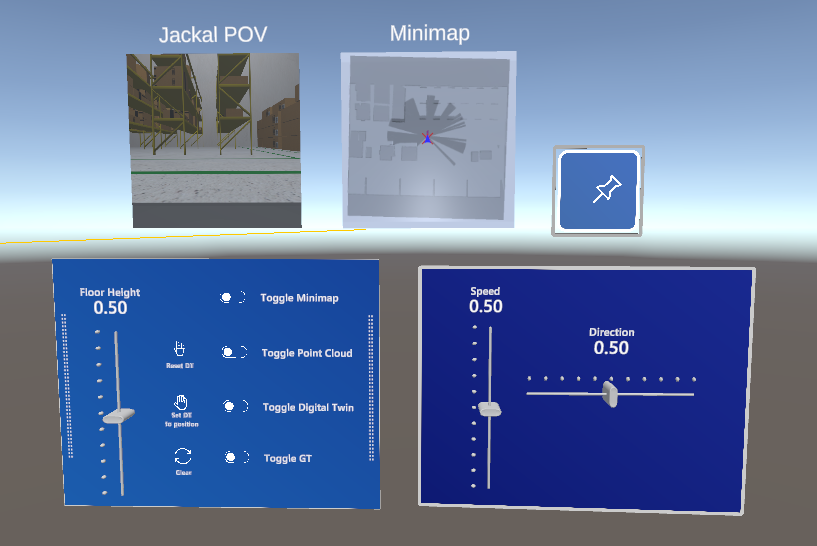 Jackal POV
Minimap
Floor Height
0.50
Toggle Minimap
Reset DT
Toggle Point Cloud
Set DT
to position
Toggle Digital Twin
Clear
Toggle GT
Speed
0.50
Direction
0.50